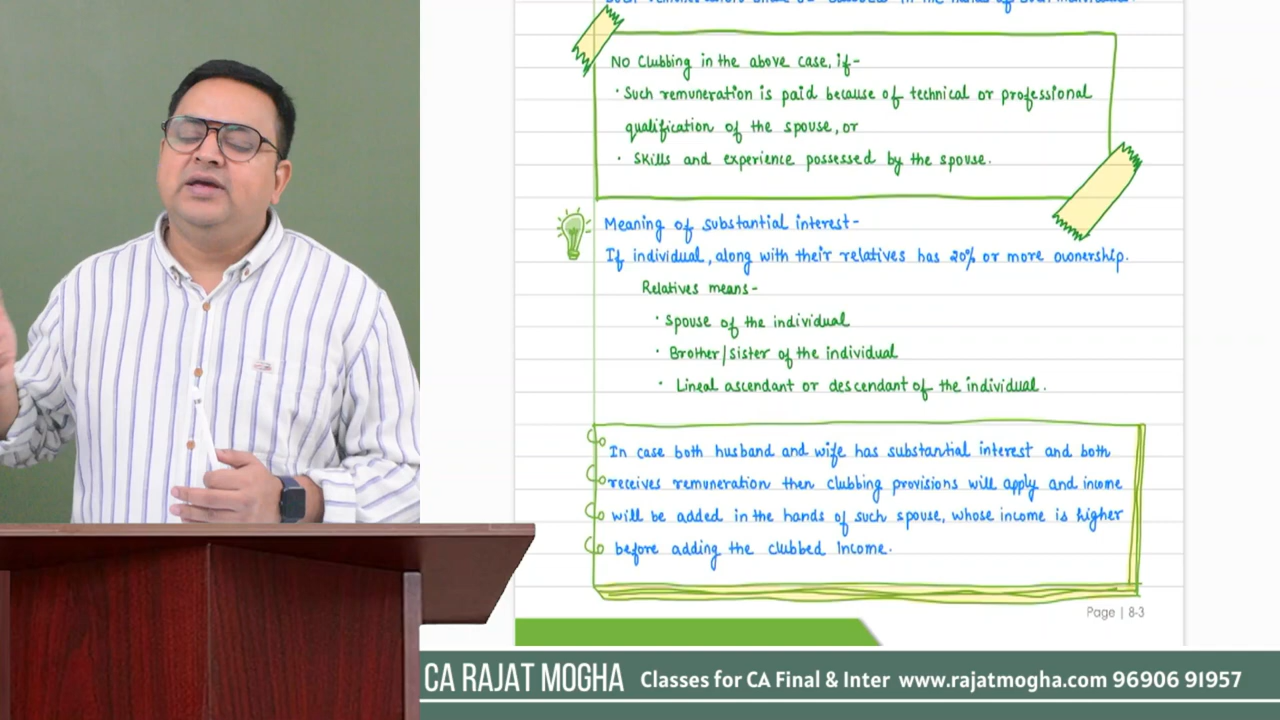 No Clubbing in the above case, if-
• Such remuneration is paid because of technical or professional
qualification of the spouse, or
• Skills and experience possessed by the spouse.
Meaning of substantial interest-
If individual, along with their relatives has 20% or more ownership.
Relatives means-
• Spouse of the individual
• Brother/sister of the individual
• Lineal ascendant or descendant of the individual.
In case both husband and wife has substantial interest and both
receives remuneration then clubbing provisions will apply and income
will be added in the hands of such spouse, whose income is higher
before adding the clubbed Income.
Page | 8-3
CA RAJAT MOGHA Classes for CA Final & Inter www.rajatmogha.com 96906 91957